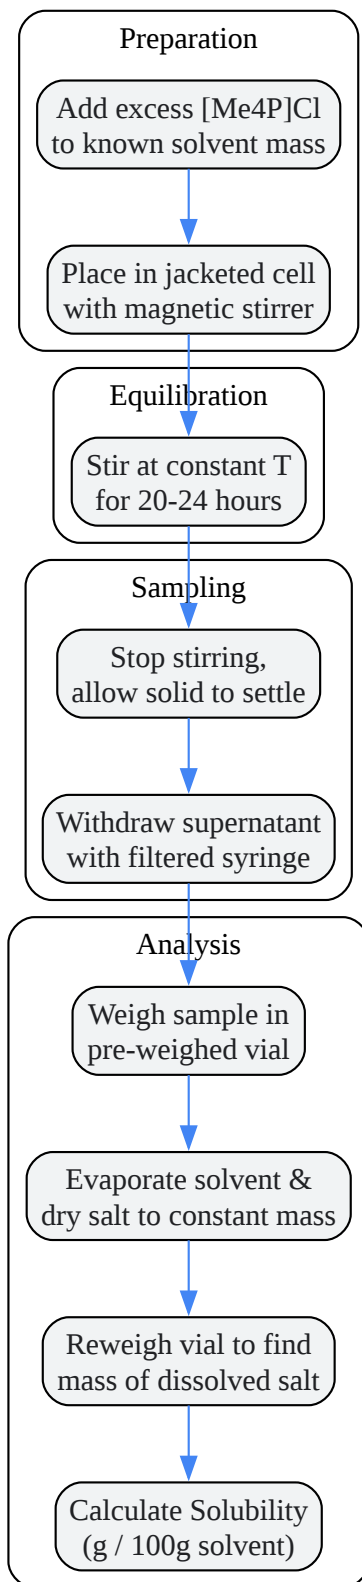 Preparation
Add excess [Me4P]Cl
to known solvent mass
Place in jacketed cell
with magnetic stirrer
Equilibration
Stir at constant T
for 20-24 hours
Sampling
Stop stirring,
allow solid to settle
Withdraw supernatant
with filtered syringe
Analysis
Weigh sample in
pre-weighed vial
Evaporate solvent &
dry salt to constant mass
Reweigh vial to find
mass of dissolved salt
Calculate Solubility
(g / 100g solvent)